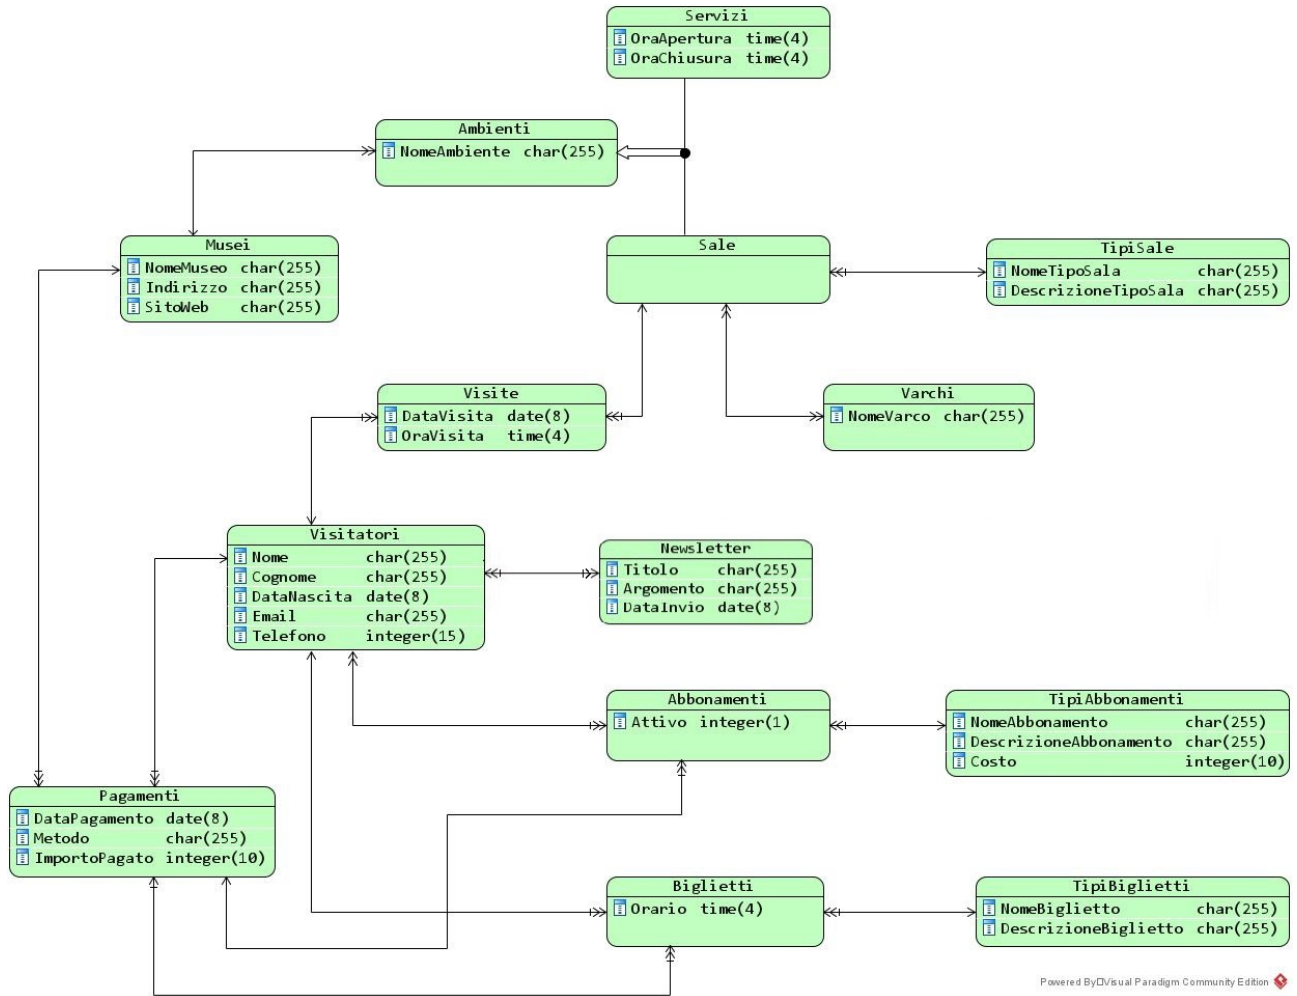 Servizi
OraApertura time(4)
OraChiusura time(4)
Ambienti
NomeAmbiente char(255)
Musei
NomeMuseo char(255)
Indirizzo char(255)
SitoWeb char(255)
Sale
TipiSale
NomeTipoSala char(255)
DescrizioneTipoSala char(255)
Visite
DataVisita date(8)
OraVisita time(4)
Varchi
NomeVarco char(255)
Visitatori
Nome char(255)
Cognome char(255)
DataNascita date(8)
Email char(255)
Telefono integer(15)
Newsletter
Titolo char(255)
Argomento char(255)
DataInvio date(8)
Abbonamenti
Attivo integer(1)
TipiAbbonamenti
NomeAbbonamento char(255)
DescrizioneAbbonamento char(255)
Costo integer(10)
Pagamenti
DataPagamento date(8)
Metodo char(255)
ImportoPagato integer(10)
Biglietti
Orario time(4)
TipiBiglietti
NomeBiglietto char(255)
DescrizioneBiglietto char(255)
Powered By▯Visual Paradigm Community Edition